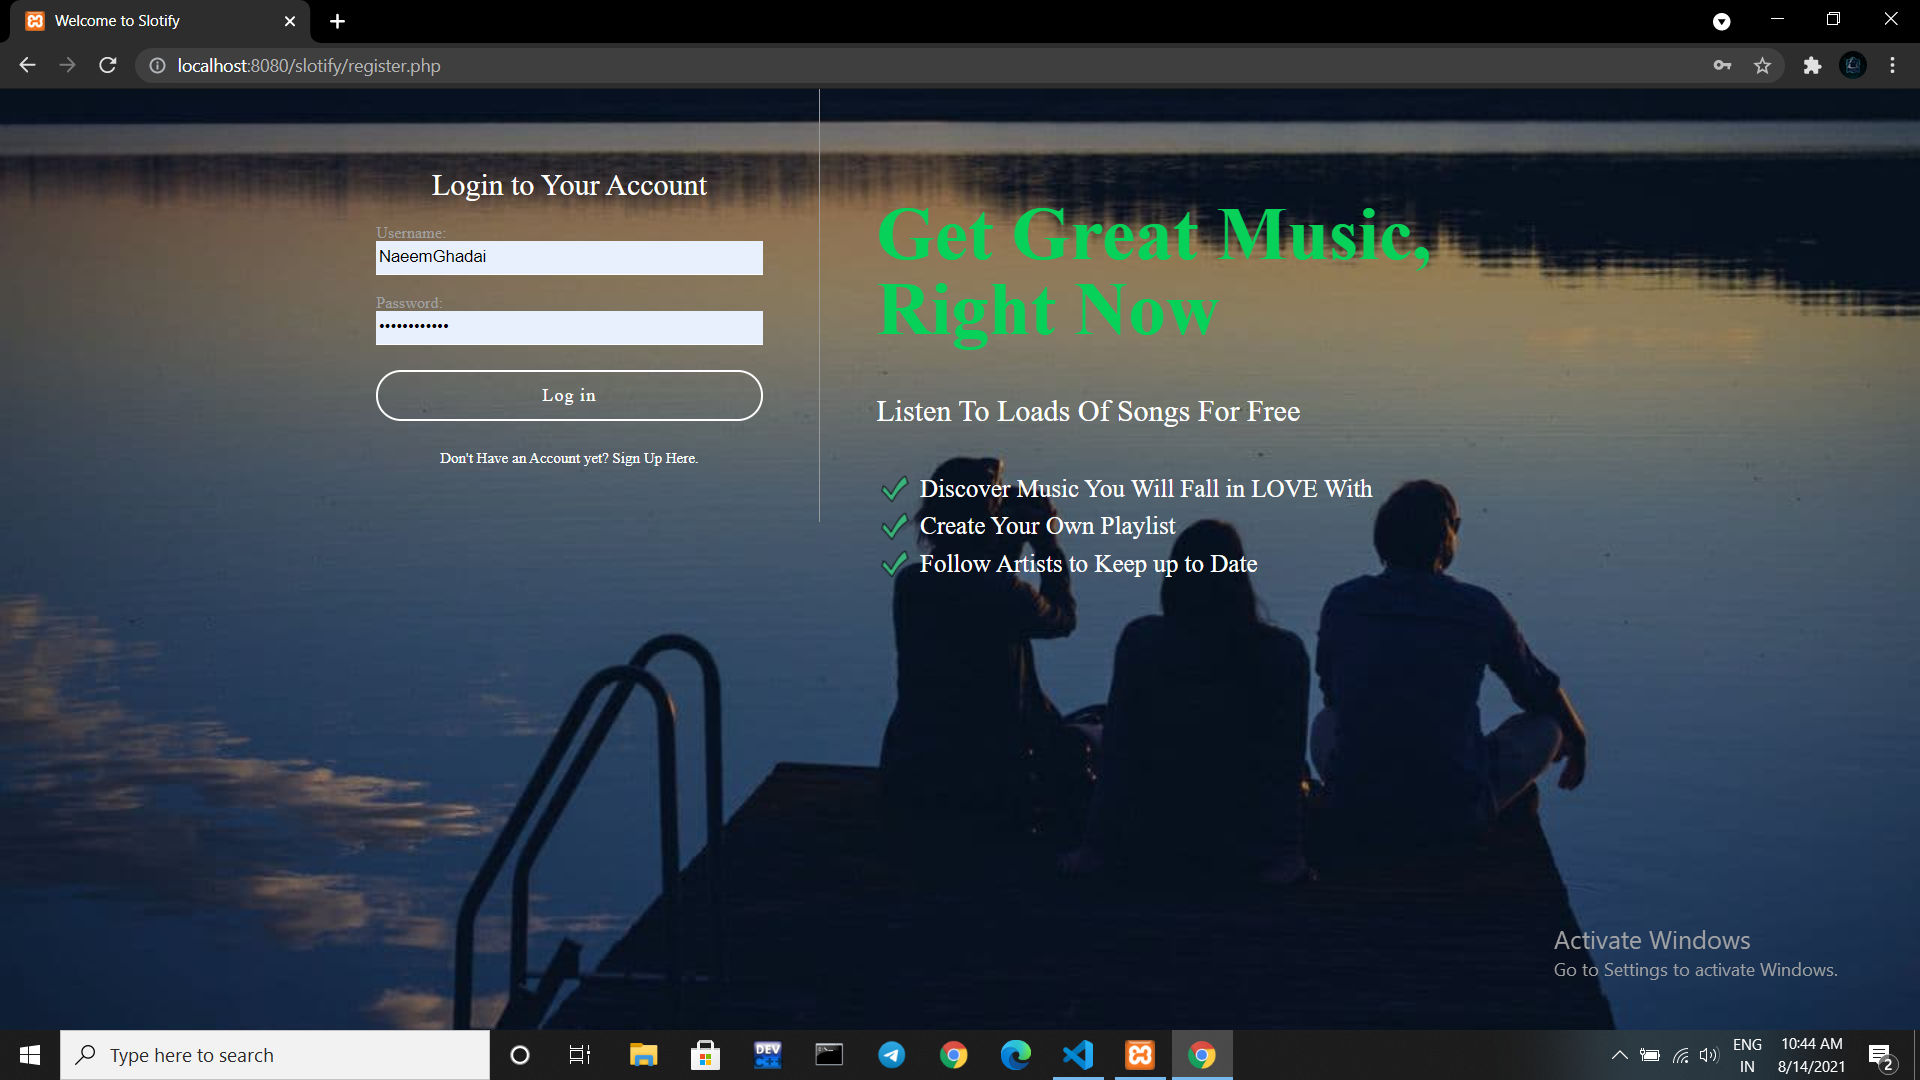 Welcome to Slotify
localhost:8080/slotify/register.php
Login to Your Account
Username:
NaeemGhadai
Password:
••••••••••••
Log in
Don't Have an Account yet? Sign Up Here.
Get Great Music,
Right Now
Listen To Loads Of Songs For Free
Discover Music You Will Fall in LOVE With
Create Your Own Playlist
Follow Artists to Keep up to Date
Activate Windows
Go to Settings to activate Windows.
Type here to search
DEV
C++
ENG
IN
10:44 AM
8/14/2021
2